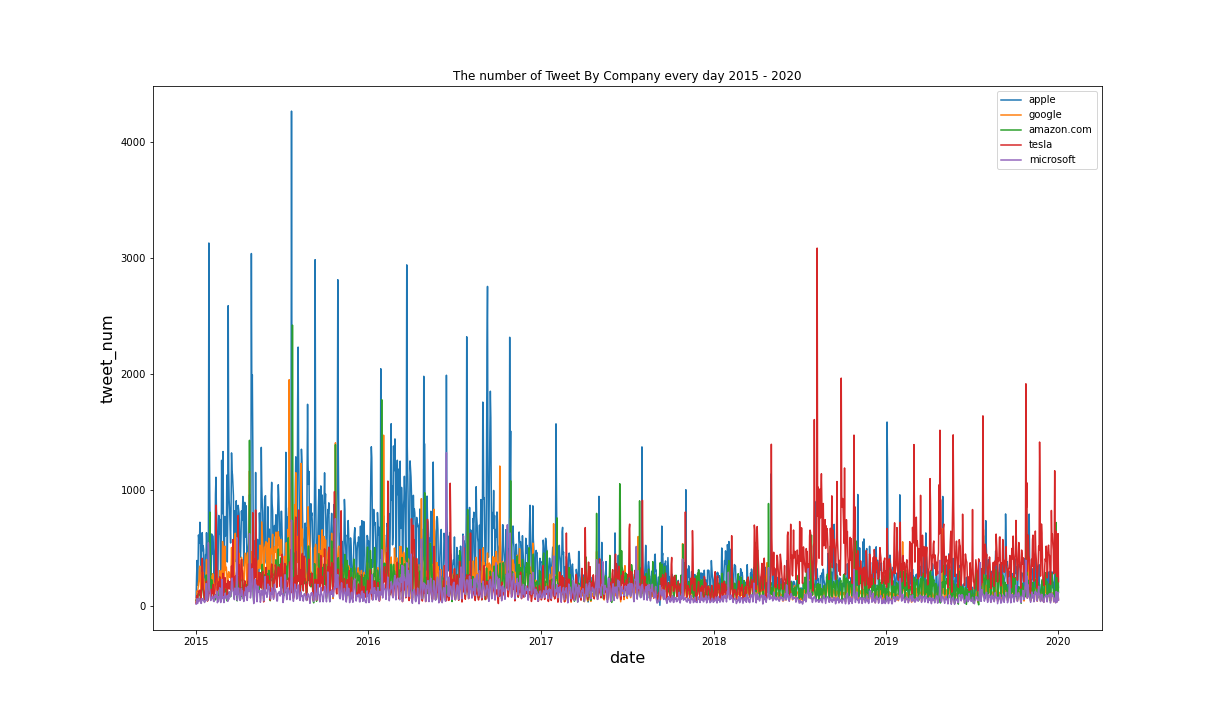 The number of Tweet By Company every day 2015 - 2020
apple
google
amazon.com
tesla
microsoft
tweet_num
4000
3000
2000
1000
0
2015 2016 2017 2018 2019 2020
date